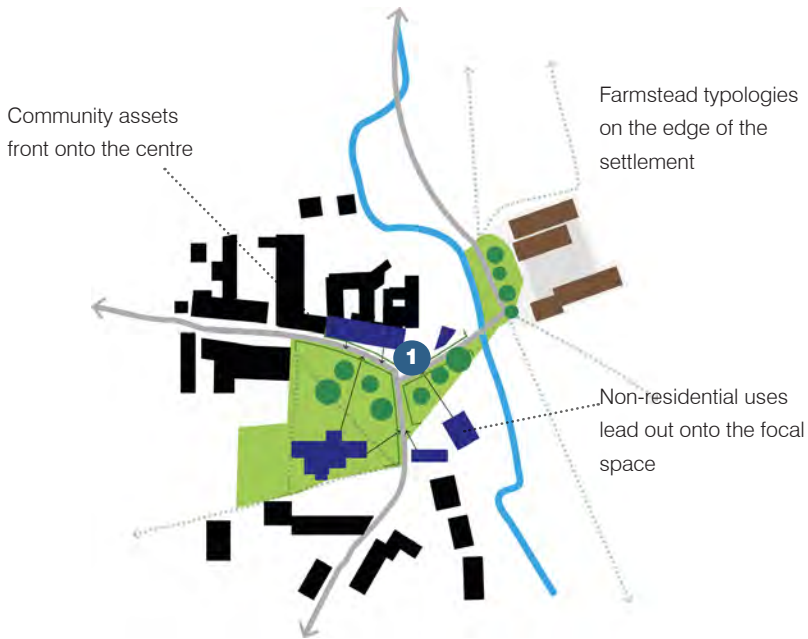 Community assets
front onto the centre
Farmstead typologies
on the edge of the
settlement
1
Non-residential uses
lead out onto the focal
space